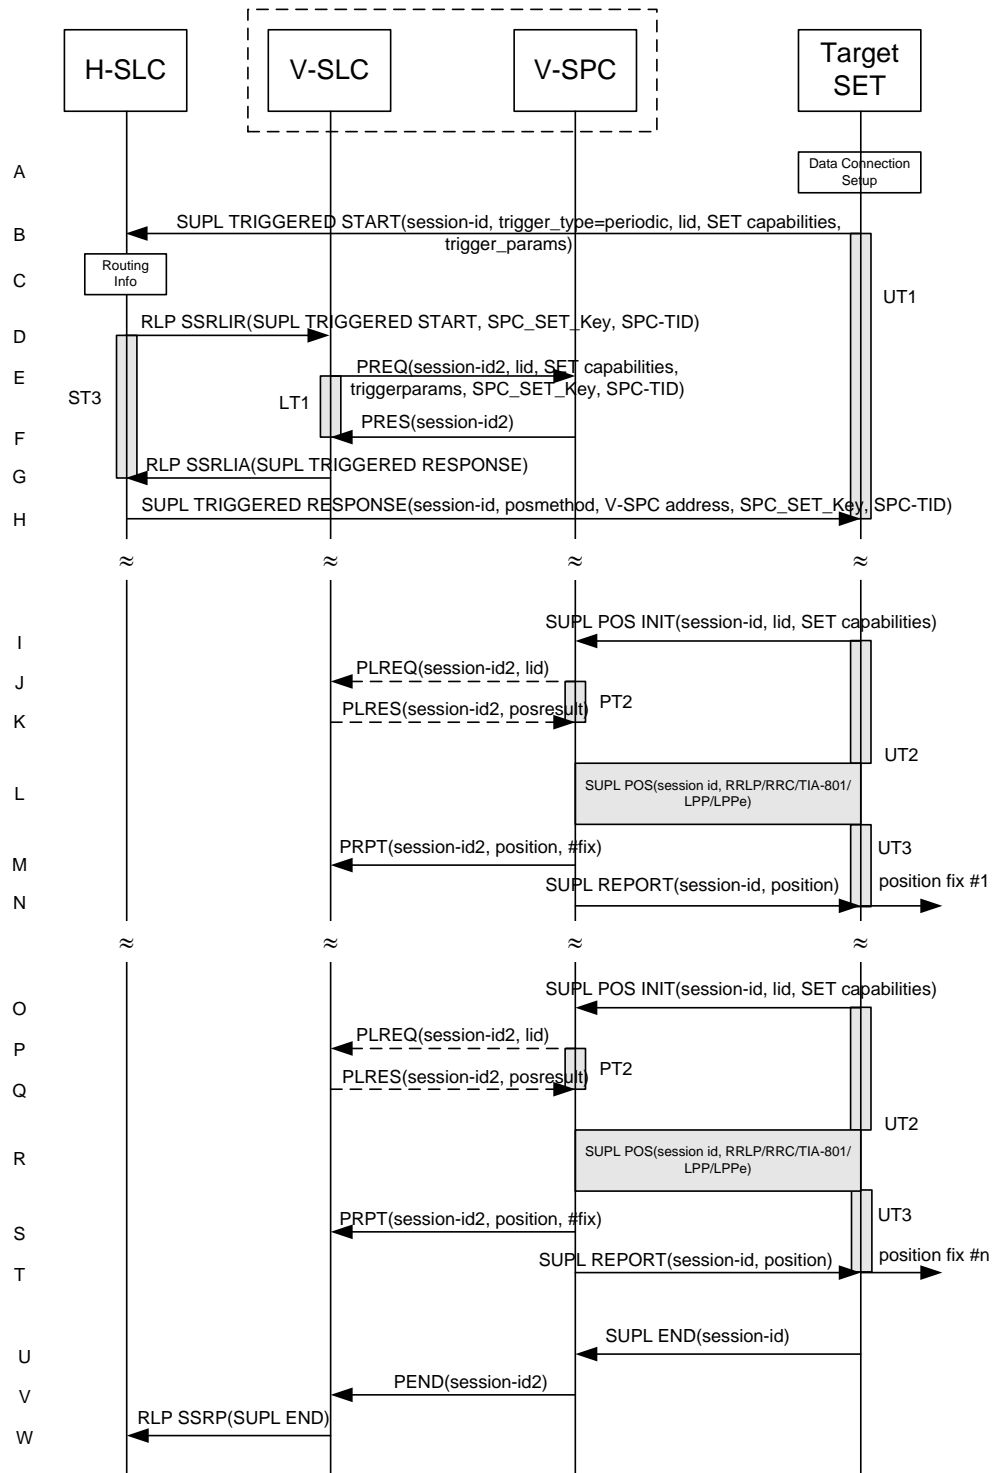 H-SLC
V-SLC
V-SPC
Target
SET
A
Data Connection
Setup
B
SUPL TRIGGERED START(session-id, trigger_type=periodic, lid, SET capabilities,
trigger_params)
C
Routing
Info
UT1
D
RLP SSRLIR(SUPL TRIGGERED START, SPC_SET_Key, SPC-TID)
E
PREQ(session-id2, lid, SET capabilities,
triggerparams, SPC_SET_Key, SPC-TID)
ST3
LT1
F
PRES(session-id2)
G
RLP SSRLIA(SUPL TRIGGERED RESPONSE)
H
SUPL TRIGGERED RESPONSE(session-id, posmethod, V-SPC address, SPC_SET_Key, SPC-TID)
≈ ≈ ≈ ≈
I
SUPL POS INIT(session-id, lid, SET capabilities)
J
PLREQ(session-id2, lid)
PT2
K
PLRES(session-id2, posresult)
UT2
L
SUPL POS(session id, RRLP/RRC/TIA-801/
LPP/LPPe)
UT3
M
PRPT(session-id2, position, #fix)
N
SUPL REPORT(session-id, position)
position fix #1
≈ ≈ ≈ ≈
O
SUPL POS INIT(session-id, lid, SET capabilities)
P
PLREQ(session-id2, lid)
PT2
Q
PLRES(session-id2, posresult)
UT2
R
SUPL POS(session id, RRLP/RRC/TIA-801/
LPP/LPPe)
UT3
S
PRPT(session-id2, position, #fix)
T
SUPL REPORT(session-id, position)
position fix #n
U
SUPL END(session-id)
V
PEND(session-id2)
W
RLP SSRP(SUPL END)